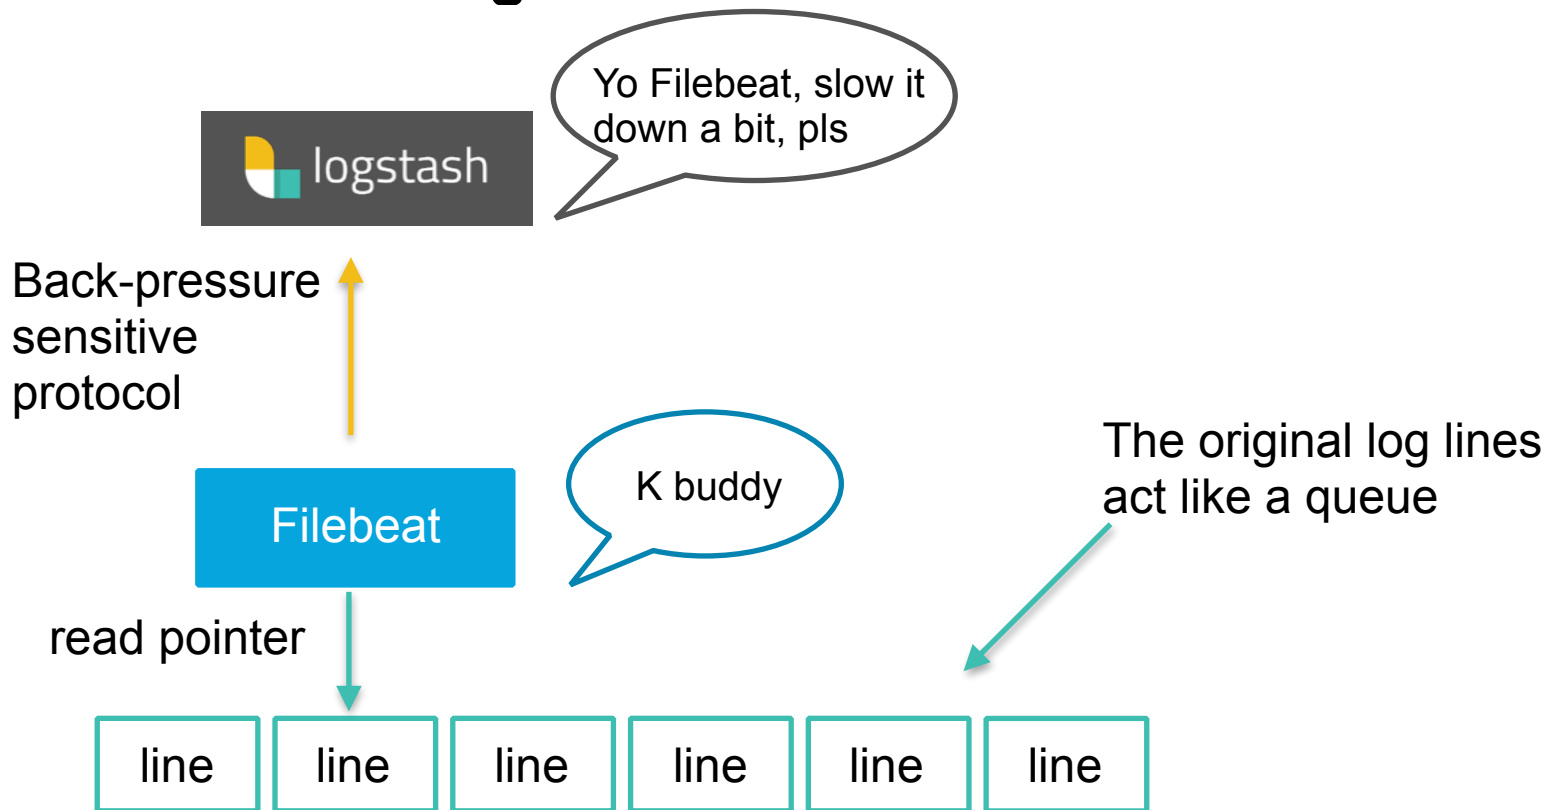 Yo Filebeat, slow it
down a bit, pls
logstash
Back-pressure
sensitive
protocol
K buddy
The original log lines
act like a queue
Filebeat
read pointer
line
line
line
line
line
line